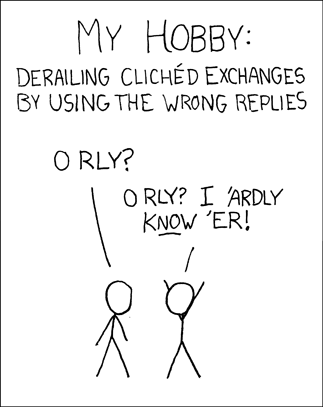 MY HOBBY:
DERAILING CLICHÉD EXCHANGES
BY USING THE WRONG REPLIES
O RLY?
O RLY? I 'ARDLY
KNOW 'ER!